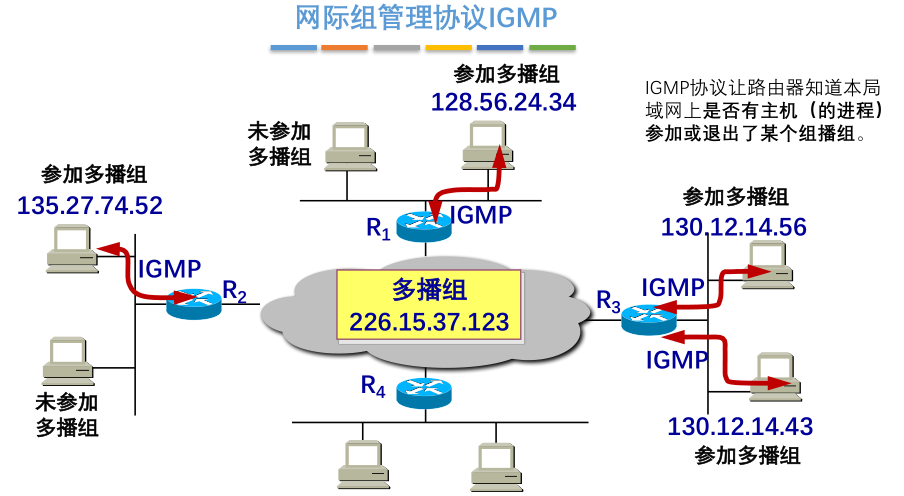 网际组管理协议IGMP
参加多播组
128.56.24.34
IGMP协议让路由器知道本局
域网上是否有主机（的进程）
参加或退出了某个组播组。
未参加
多播组
参加多播组
135.27.74.52
参加多播组
130.12.14.56
R1
IGMP
IGMP
R2
多播组
226.15.37.123
R3
IGMP
IGMP
未参加
多播组
R4
130.12.14.43
参加多播组